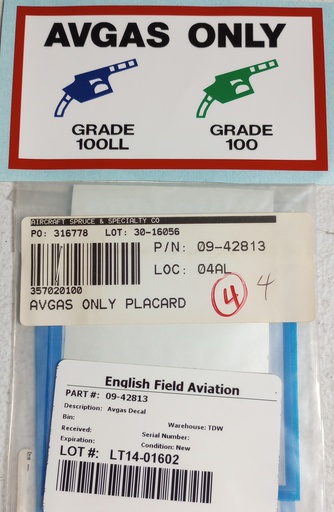 AVGAS ONLY
GRADE 100LL
GRADE 100
AIRCRAFT SPRUCE & SPECIALTY CO
PO: 316778 LOT: 30-16056
P/N: 09-42813
LOC: 04AL
357020100
4 4
AVGAS ONLY PLACARD
English Field Aviation
PART #: 09-42813
Description: Avgas Decal
Bin:
Warehouse: TDW
Received:
Serial Number:
Expiration:
Condition: New
LOT #: LT14-01602